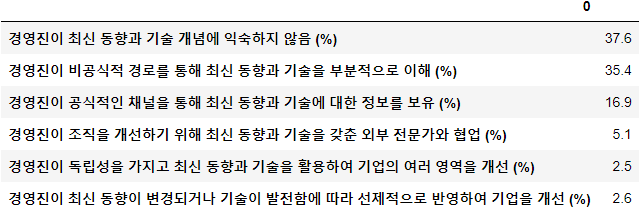 0
경영진이 최신 동향과 기술 개념에 익숙하지 않음 (%) 37.6
경영진이 비공식적 경로를 통해 최신 동향과 기술을 부분적으로 이해 (%) 35.4
경영진이 공식적인 채널을 통해 최신 동향과 기술에 대한 정보를 보유 (%) 16.9
경영진이 조직을 개선하기 위해 최신 동향과 기술을 갖춘 외부 전문가와 협업 (%) 5.1
경영진이 독립성을 가지고 최신 동향과 기술을 활용하여 기업의 여러 영역을 개선 (%) 2.5
경영진이 최신 동향이 변경되거나 기술이 발전함에 따라 선제적으로 반영하여 기업을 개선 (%) 2.6